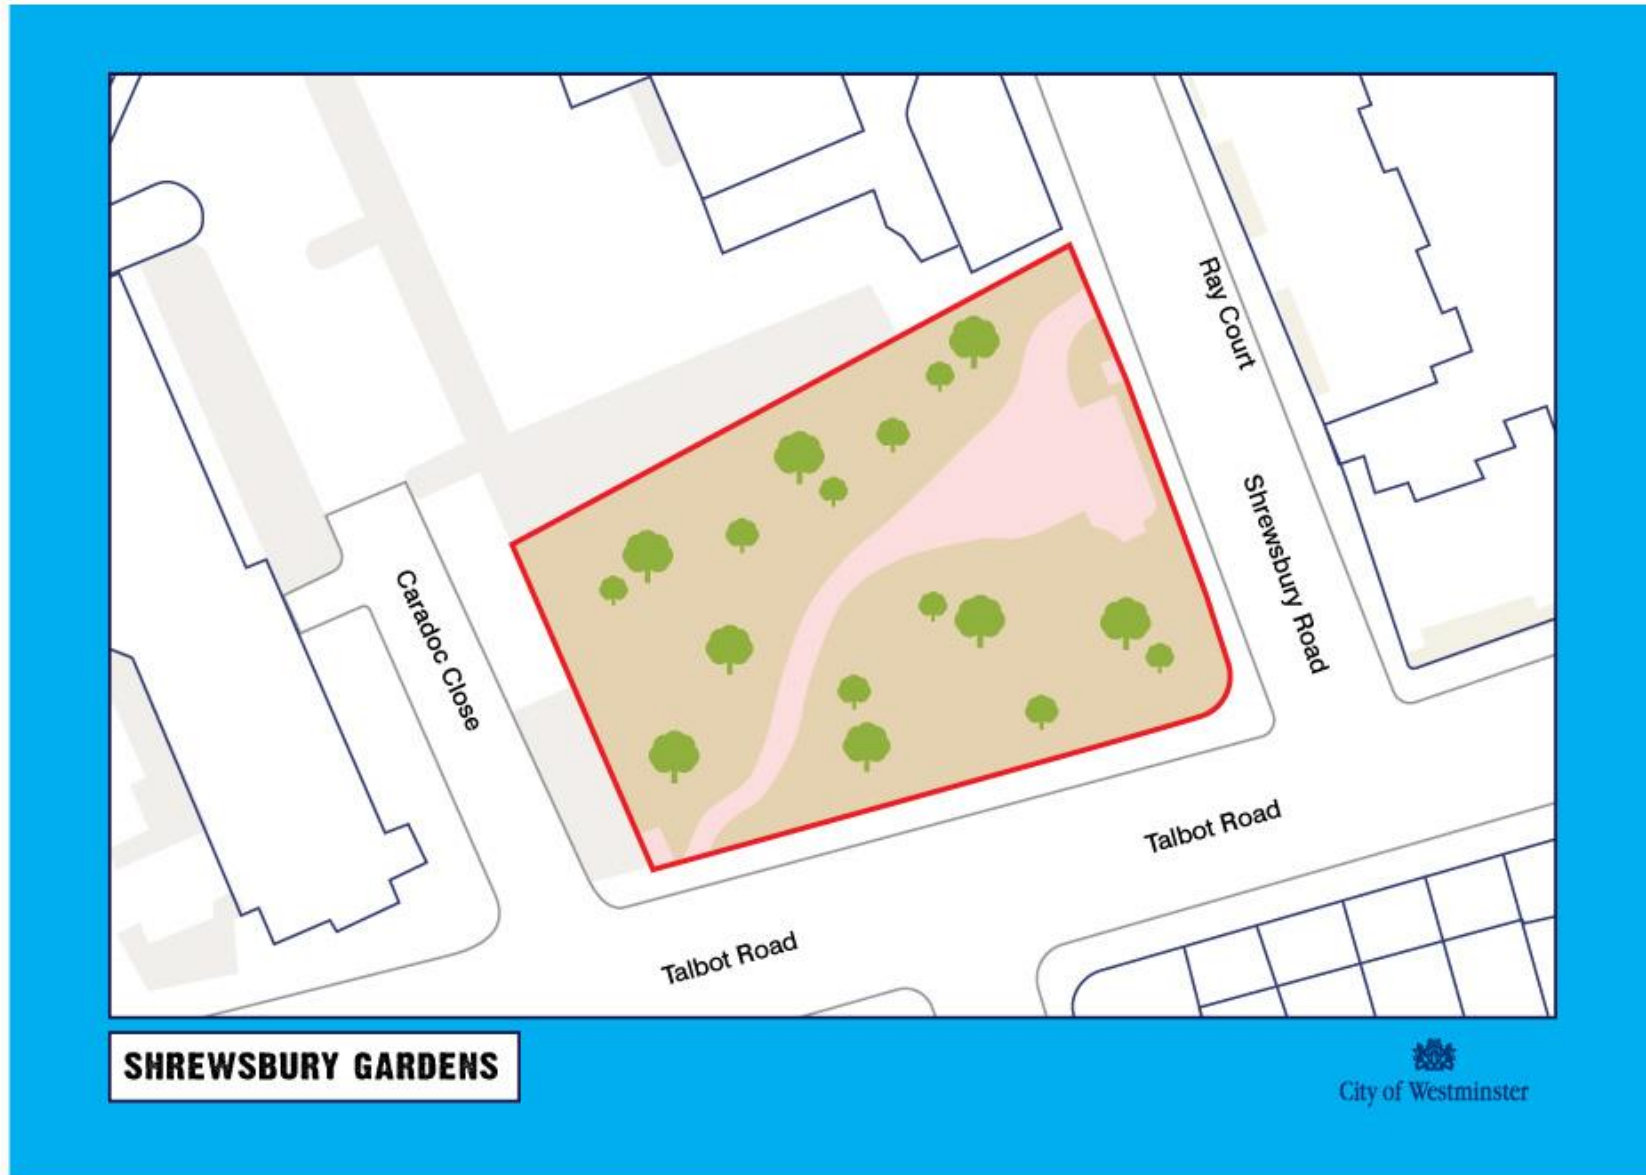 Ray Court
Shrewsbury Road
Caradoc Close
Talbot Road
Talbot Road
SHREWSBURY GARDENS
City of Westminster